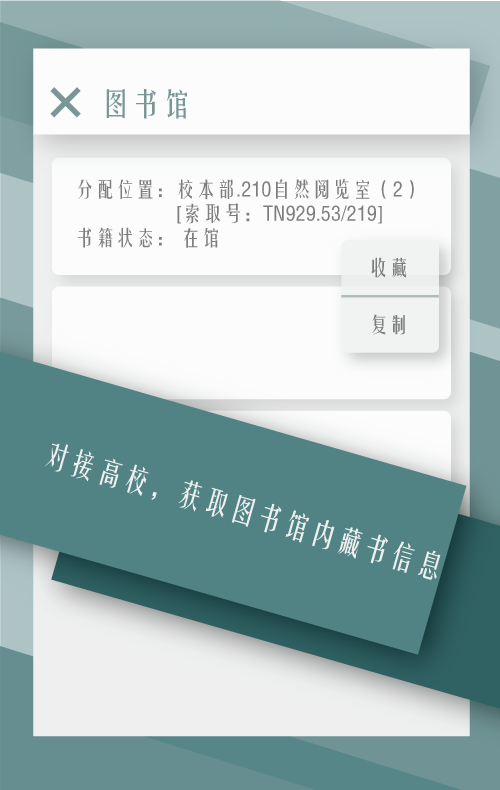 图书馆
分配位置：校本部.210自然阅览室（2）
[索取号：TN929.53/219]
书籍状态：在馆
收藏
复制
对接高校，获取图书馆内藏书信息